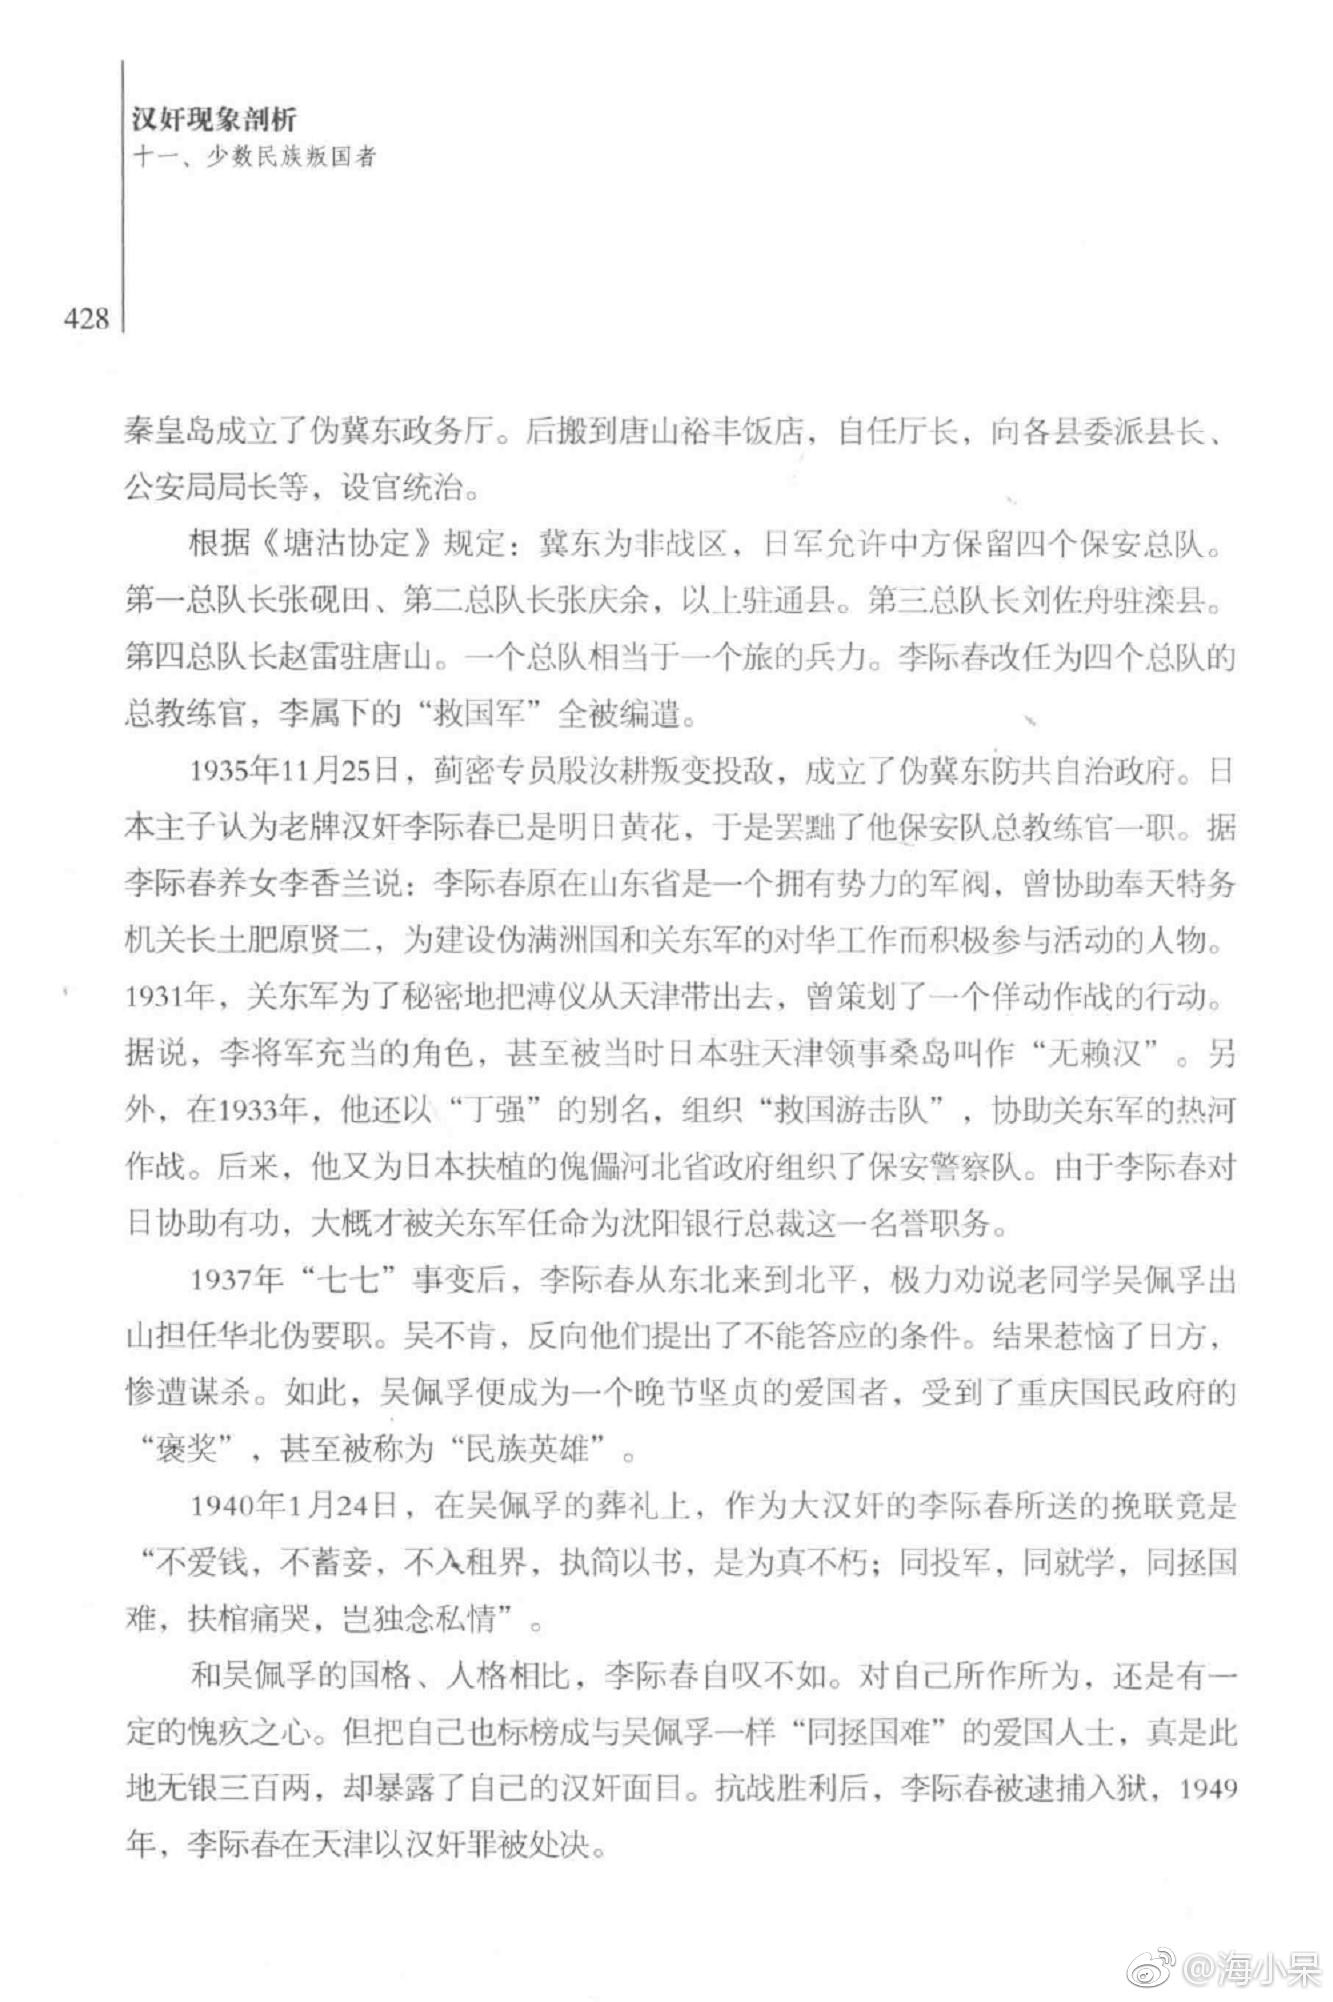 汉奸现象剖析
十一、少数民族叛国者
428
秦皇岛成立了伪冀东政务厅。后搬到唐山裕丰饭店，自任厅长，向各县委派县长、
公安局局长等，设官统治。
根据《塘沽协定》规定：冀东为非战区，日军允许中方保留四个保安总队。
第一总队长张砚田、第二总队长张庆余，以上驻通县。第三总队长刘佐舟驻滦县。
第四总队长赵雷驻唐山。一个总队相当于一个旅的兵力。李际春改任为四个总队的
总教练官，李属下的“救国军”全被编遣。
1935年11月25日，蓟密专员殷汝耕叛变投敌，成立了伪冀东防共自治政府。日
本主子认为老牌汉奸李际春已是明日黄花，于是罢黜了他保安队总教练官一职。据
李际春养女李香兰说：李际春原在山东省是一个拥有势力的军阀，曾协助奉天特务
机关长土肥原贤二，为建设伪满洲国和关东军的对华工作而积极参与活动的人物。
1931年，关东军为了秘密地把溥仪从天津带出去，曾策划了一个佯动作战的行动。
据说，李将军充当的角色，甚至被当时日本驻天津领事桑岛叫作“无赖汉”。另
外，在1933年，他还以“丁强”的别名，组织“救国游击队”，协助关东军的热河
作战。后来，他又为日本扶植的傀儡河北省政府组织了保安警察队。由于李际春对
日协助有功，大概才被关东军任命为沈阳银行总裁这一名誉职务。
1937年“七七”事变后，李际春从东北来到北平，极力劝说老同学吴佩孚出
山担任华北伪要职。吴不肯，反向他们提出了不能答应的条件。结果惹恼了日方，
惨遭谋杀。如此，吴佩孚便成为一个晚节坚贞的爱国者，受到了重庆国民政府的
“褒奖”，甚至被称为“民族英雄”。
1940年1月24日，在吴佩孚的葬礼上，作为大汉奸的李际春所送的挽联竟是
“不爱钱，不蓄妾，不入租界，执简以书，是为真不朽；同投军，同就学，同拯国
难，扶棺痛哭，岂独念私情”。
和吴佩孚的国格、人格相比，李际春自叹不如。对自己所作所为，还是有一
定的愧疚之心。但把自己也标榜成与吴佩孚一样“同拯国难”的爱国人士，真是此
地无银三百两，却暴露了自己的汉奸面目。抗战胜利后，李际春被逮捕入狱，1949
年，李际春在天津以汉奸罪被处决。
@海小呆